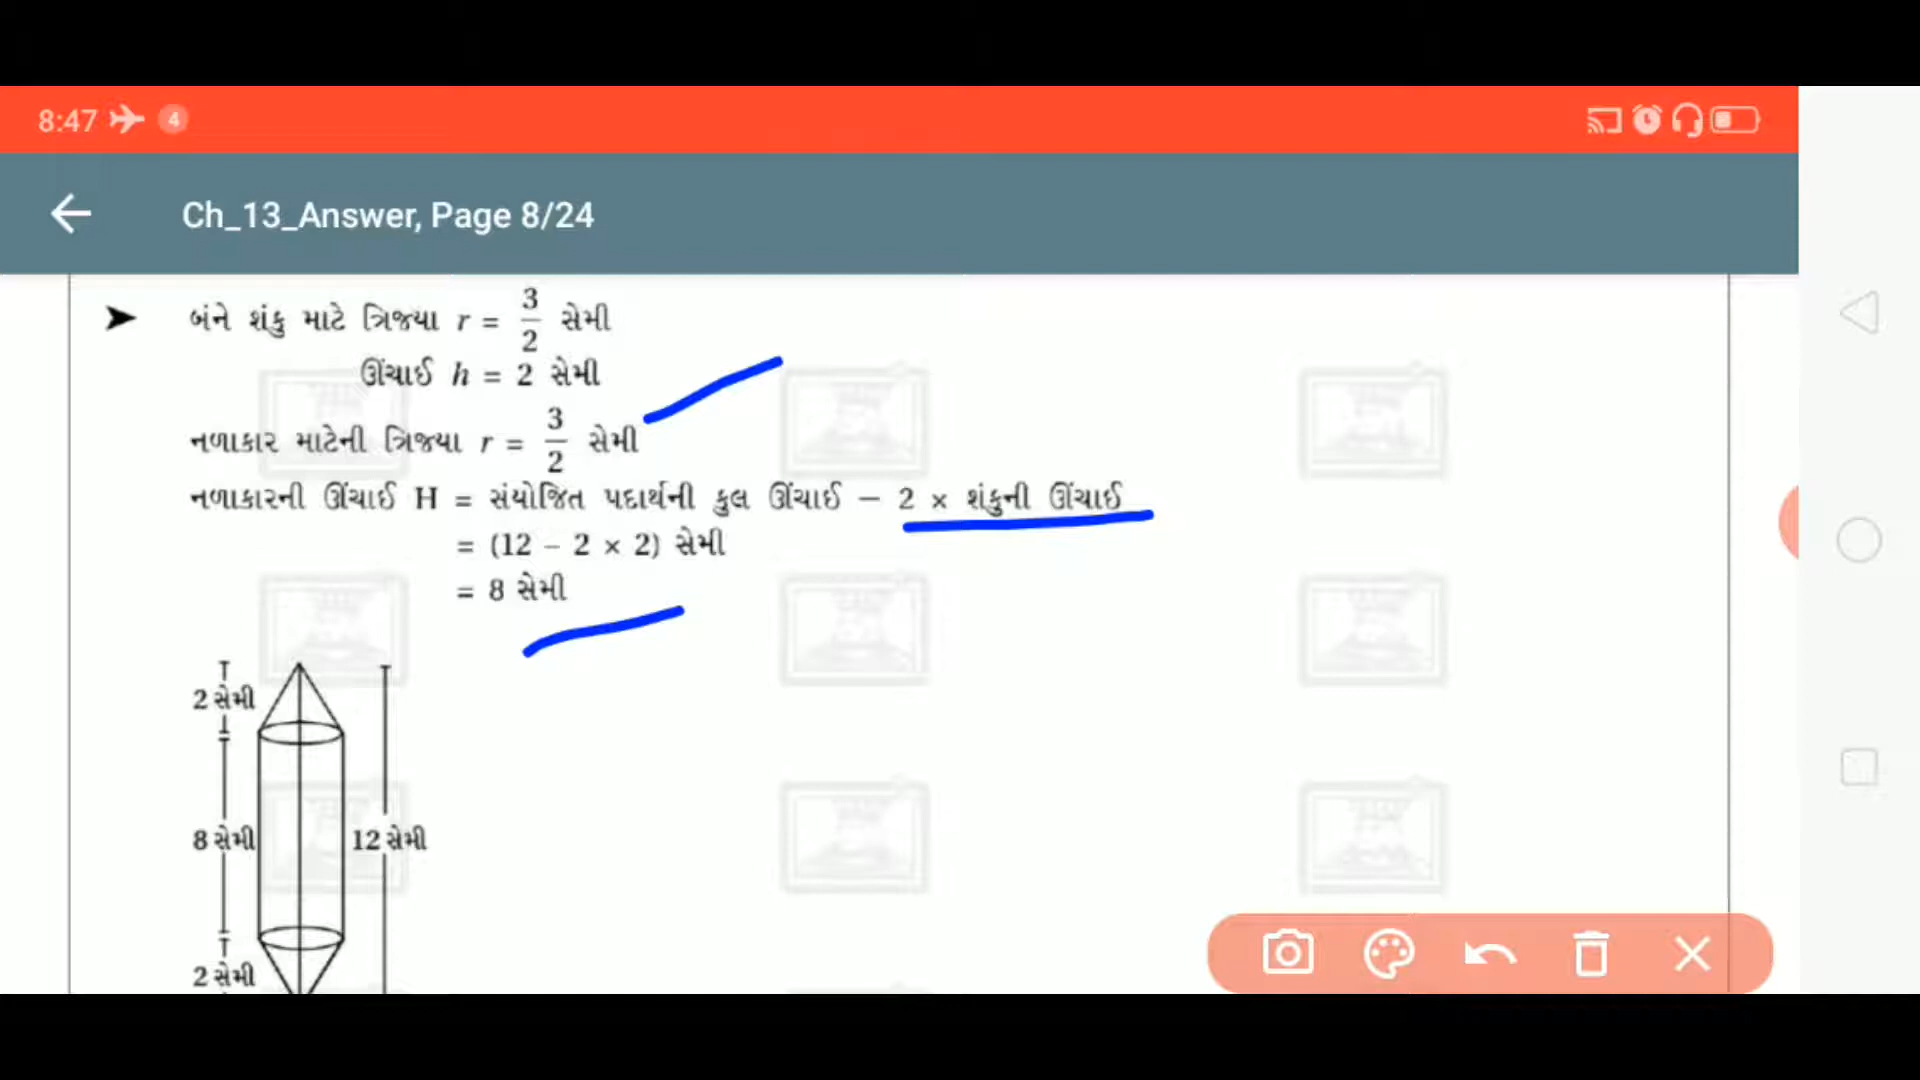 8:47 4
Ch_13_Answer, Page 8/24
➤ બંને શંકુ માટે ત્રિજ્યા r = 3/2 સેમી
ઊંચાઈ h = 2 સેમી
નળાકાર માટેની ત્રિજ્યા r = 3/2 સેમી
નળાકારની ઊંચાઈ H = સંયોજિત પદાર્થની કુલ ઊંચાઈ – 2 × શંકુની ઊંચાઈ
= (12 – 2 × 2) સેમી
= 8 સેમી
2 સેમી
8 સેમી
12 સેમી
2 સેમી